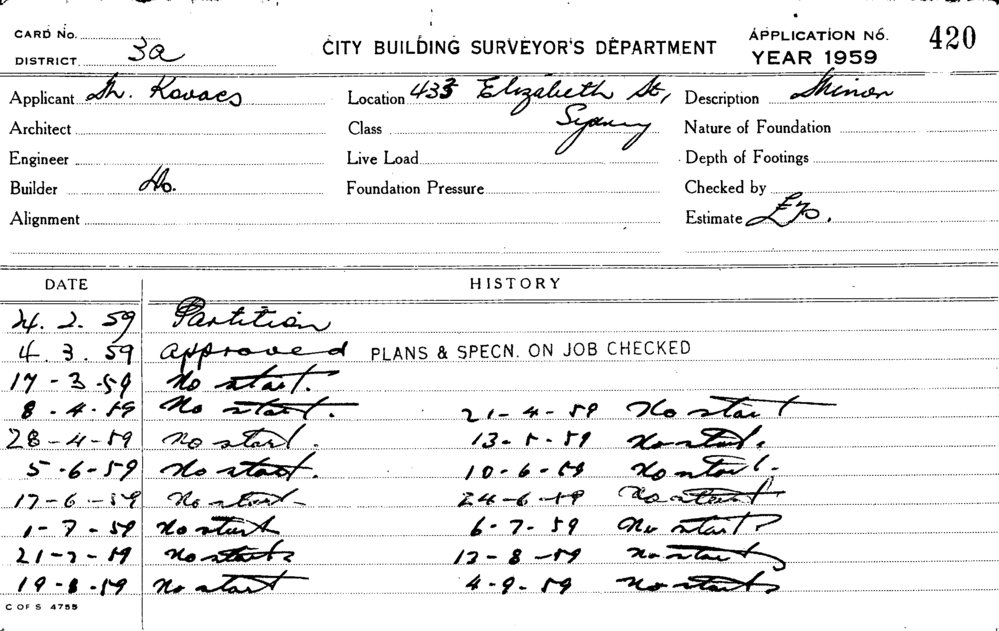 CARD NO.
DISTRICT 3a
CITY BUILDING SURVEYOR'S DEPARTMENT
APPLICATION NO. 420
YEAR 1959
Applicant Kovacs Location 433 Elizabeth St., Description Minor
Architect Class Sydney Nature of Foundation
Engineer Live Load Depth of Footings
Builder Do. Foundation Pressure Checked by
Alignment Estimate £70.
DATE HISTORY
24. 2. 59 Partition
4. 3. 59 Approved PLANS & SPECN. ON JOB CHECKED
17-3-59 No start.
8-4-59 No start. 21-4-59 No start
28-4-59 No start. 13-5-59 No start.
5-6-59 No start. 10-6-59 No start.
17-6-59 No start 24-6-59 No start
1-7-59 No start 6-7-59 No start
21-7-59 No start 12-8-59 No start
19-8-59 No start 4-9-59 No start
C OF S 4755